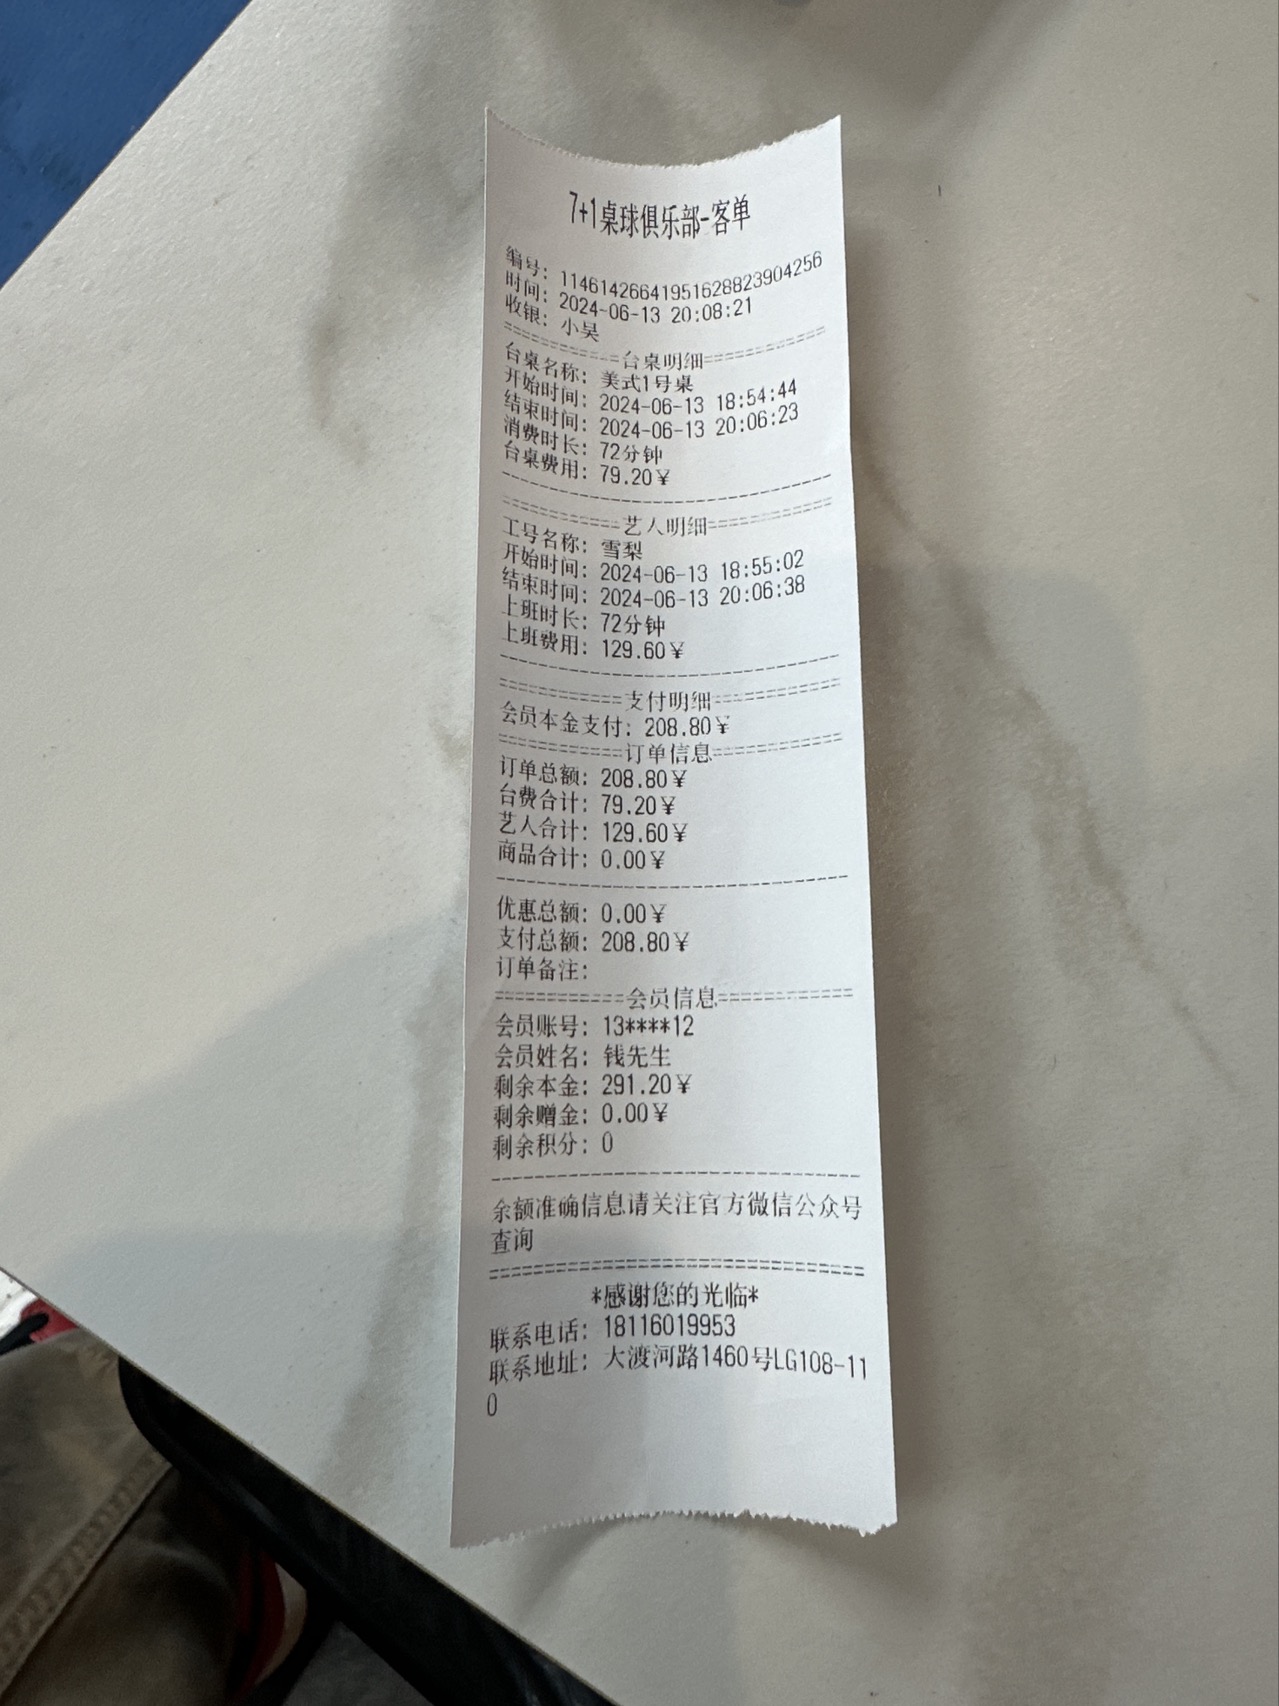 7+1桌球俱乐部-客单
编号: 11461426641951628823904256
时间: 2024-06-13 20:08:21
收银: 小吴
==========台桌明细==========
台桌名称: 美式1号桌
开始时间: 2024-06-13 18:54:44
结束时间: 2024-06-13 20:06:23
消费时长: 72分钟
台桌费用: 79.20¥
--------------------------------
==========艺人明细==========
工号名称: 雪梨
开始时间: 2024-06-13 18:55:02
结束时间: 2024-06-13 20:06:38
上班时长: 72分钟
上班费用: 129.60¥
--------------------------------
==========支付明细==========
会员本金支付: 208.80¥
==========订单信息==========
订单总额: 208.80¥
台费合计: 79.20¥
艺人合计: 129.60¥
商品合计: 0.00¥
--------------------------------
优惠总额: 0.00¥
支付总额: 208.80¥
订单备注:
==========会员信息==========
会员账号: 13****12
会员姓名: 钱先生
剩余本金: 291.20¥
剩余赠金: 0.00¥
剩余积分: 0
--------------------------------
余额准确信息请关注官方微信公众号
查询
================================
*感谢您的光临*
联系电话: 18116019953
联系地址: 大渡河路1460号LG108-11
0